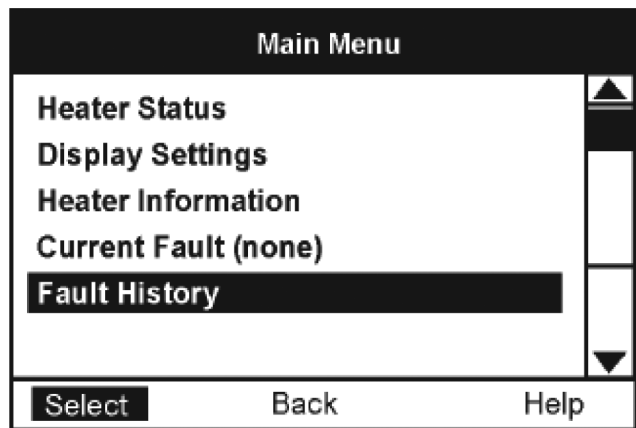 Main Menu
Heater Status
Display Settings
Heater Information
Current Fault (none)
Fault History
Select Back Help